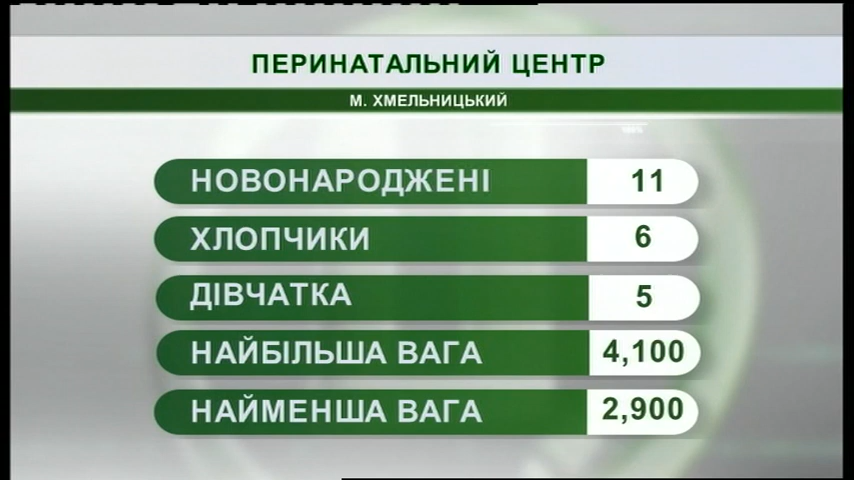 ПЕРИНАТАЛЬНИЙ ЦЕНТР
М. ХМЕЛЬНИЦЬКИЙ
НОВОНАРОДЖЕНІ 11
ХЛОПЧИКИ 6
ДІВЧАТКА 5
НАЙБІЛЬША ВАГА 4,100
НАЙМЕНША ВАГА 2,900